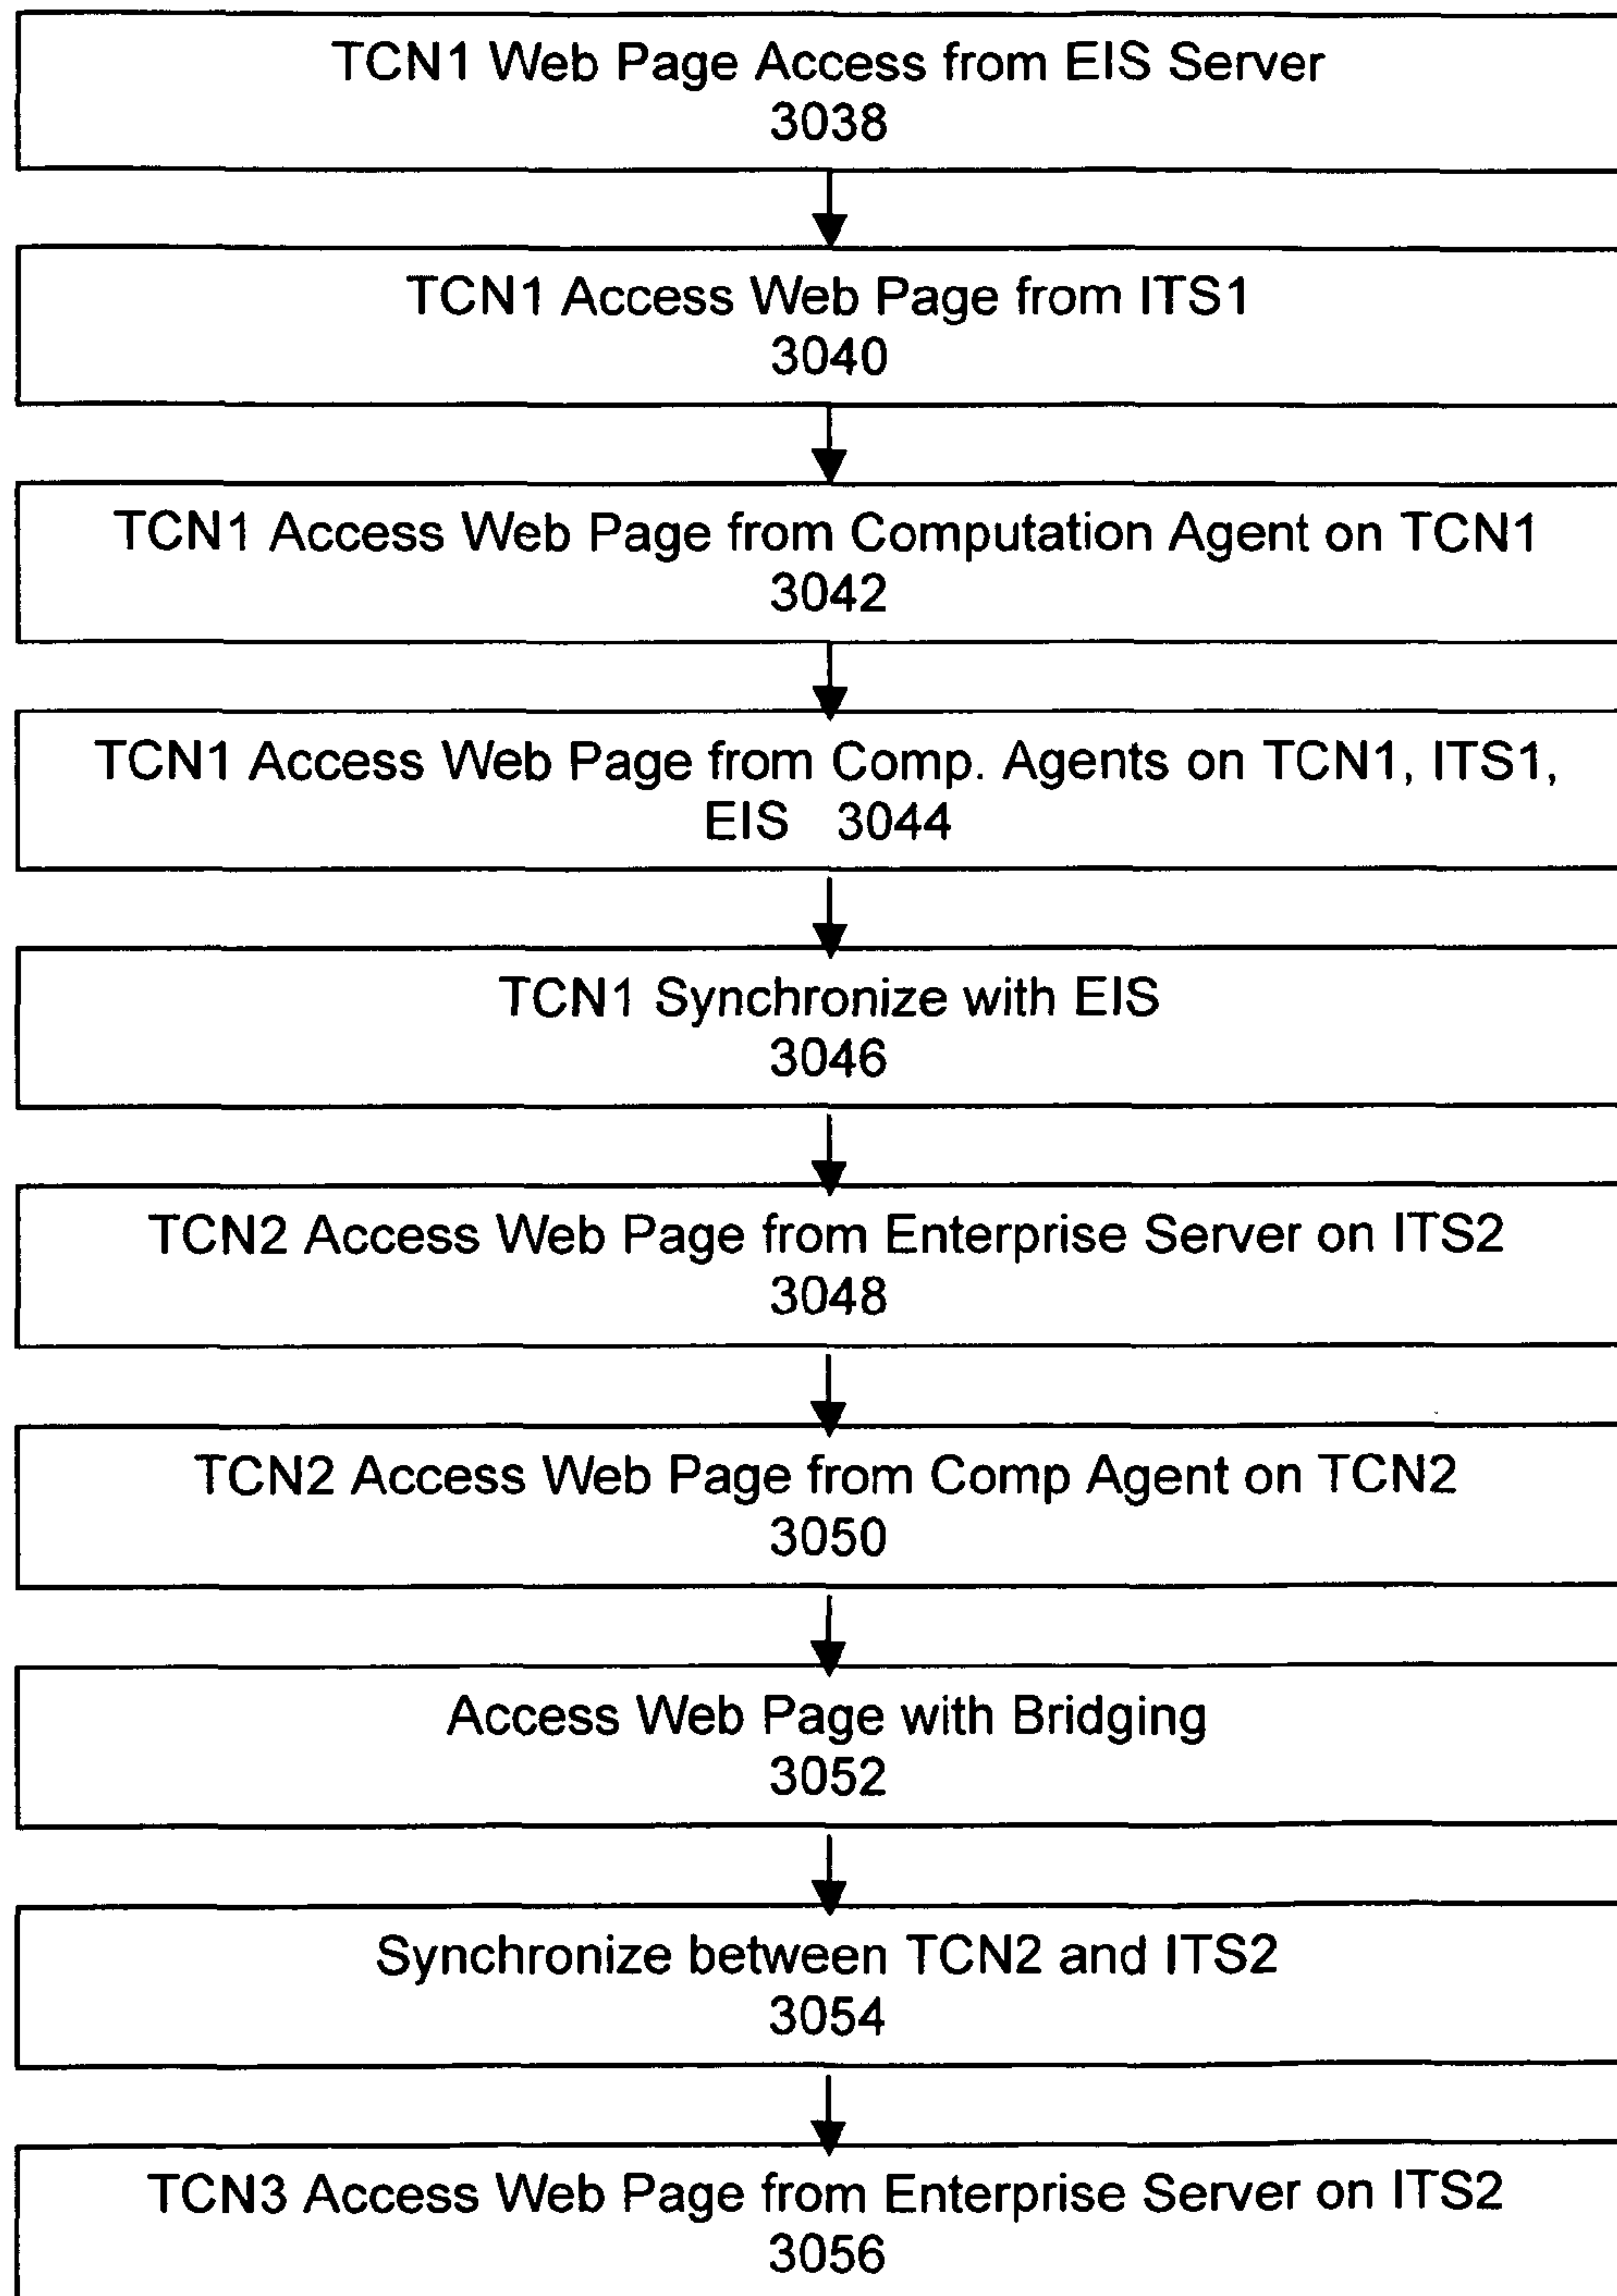 TCN1 Web Page Access from EIS Server
3038
TCN1 Access Web Page from ITS1
3040
TCN1 Access Web Page from Computation Agent on TCN1
3042
TCN1 Access Web Page from Comp. Agents on TCN1, ITS1,
EIS 3044
TCN1 Synchronize with EIS
3046
TCN2 Access Web Page from Enterprise Server on ITS2
3048
TCN2 Access Web Page from Comp Agent on TCN2
3050
Access Web Page with Bridging
3052
Synchronize between TCN2 and ITS2
3054
TCN3 Access Web Page from Enterprise Server on ITS2
3056